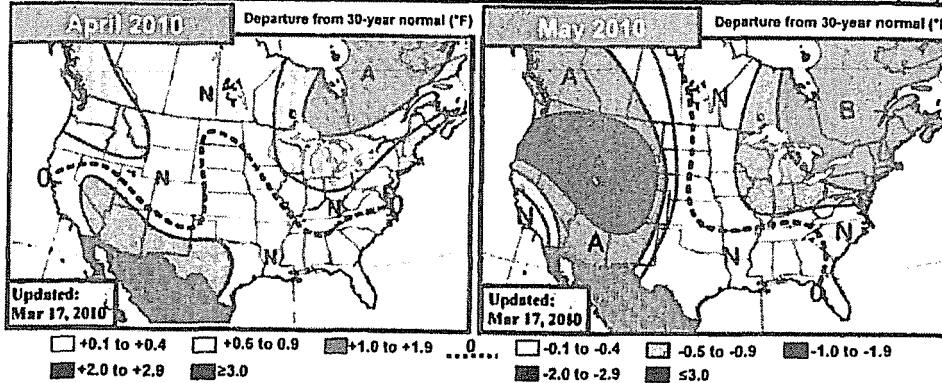 April 2010
Departure from 30-year normal (°F)
A
N
0
N
N
0
N
Updated:
Mar 17, 2010
May 2010
Departure from 30-year normal (°F)
A
N
B
A
N
A
N
N
0
Updated:
Mar 17, 2010
+0.1 to +0.4
+0.6 to 0.9
+1.0 to +1.9
0
-0.1 to -0.4
-0.5 to -0.9
-1.0 to -1.9
+2.0 to +2.9
≥3.0
-2.0 to -2.9
≤3.0